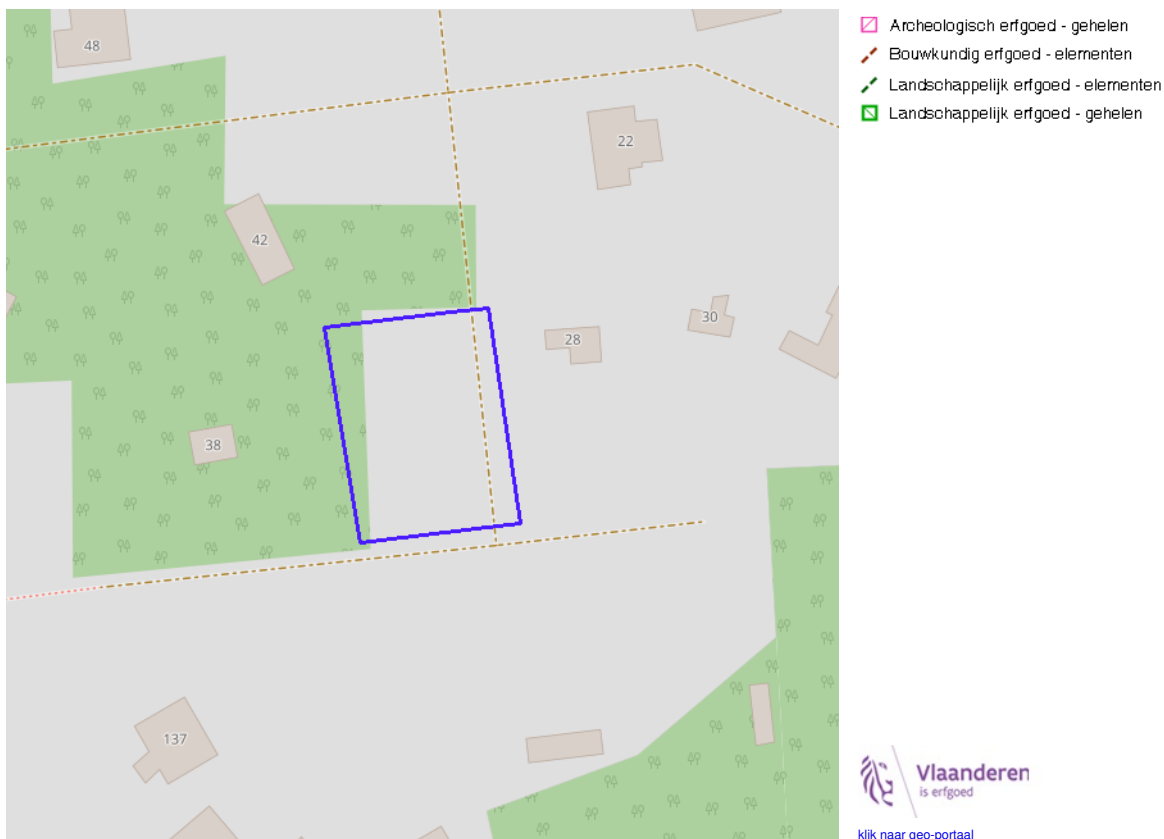 48
22
42
30
28
38
137
Archeologisch erfgoed - gehelen
Bouwkundig erfgoed - elementen
Landschappelijk erfgoed - elementen
Landschappelijk erfgoed - gehelen
Vlaanderen
is erfgoed
klik naar geo-portaal